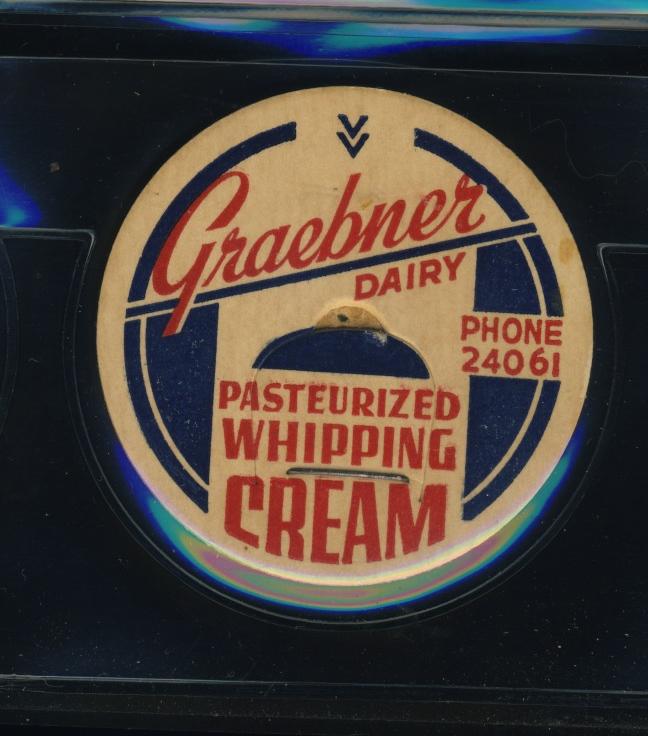 Graebner
DAIRY
PHONE
24061
PASTEURIZED
WHIPPING
CREAM